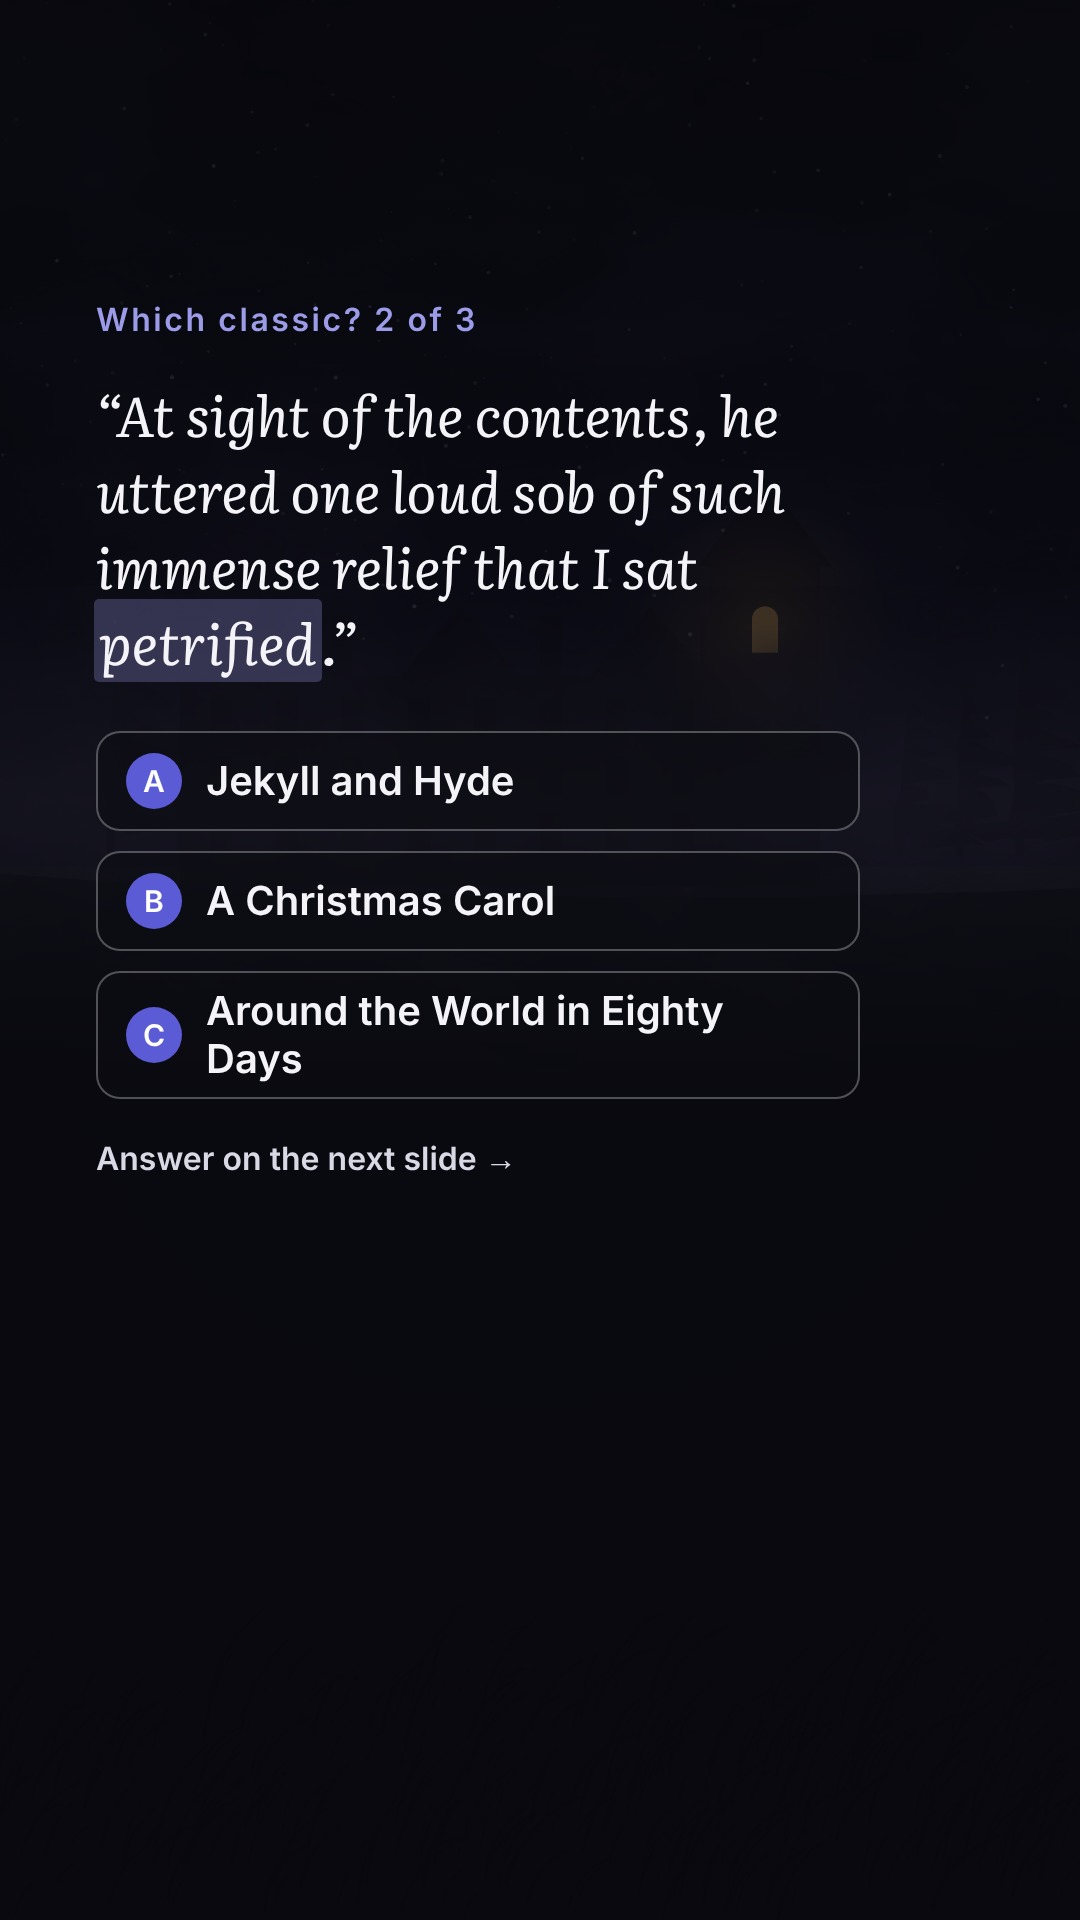 Which classic? 2 of 3
“At sight of the contents, he
uttered one loud sob of such
immense relief that I sat
petrified.”
A Jekyll and Hyde
B A Christmas Carol
C Around the World in Eighty
Days
Answer on the next slide →